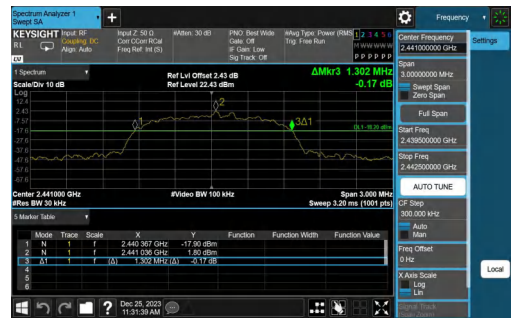 Spectrum Analyzer 1
Swept SA
+
Frequency
KEYSIGHT
Input: RF
Input Z: 50 Ω
#Atten: 30 dB
PNO: Best Wide
#Avg Type: Power (RMS
1 2 3 4 5 6
RL
Coupling: DC
Corr CCorr RCal
Gate: Off
Trig: Free Run
Align: Auto
Freq Ref: Int (S)
IF Gain: Low
Sig Track: Off
M W W W W W
P P P P P P
LXI
1 Spectrum
Scale/Div 10 dB
Ref Lvl Offset 2.43 dB
Ref Level 22.43 dBm
ΔMkr3 1.302 MHz
-0.17 dB
Log
12.4
2.43
-7.57
-17.6
-27.6
-37.6
-47.6
-57.6
-67.6
2
3Δ1
Center 2.441000 GHz
#Video BW 100 kHz
Span 3.000 MHz
#Res BW 30 kHz
Sweep 3.20 ms (1001 pts)
5 Marker Table
Mode Trace Scale X Y Function Function Width Function Value
1 N 1 f 2.440 367 GHz -17.90 dBm
2 N 1 f 2.441 036 GHz 1.80 dBm
3 Δ1 1 f (Δ) 1.302 MHz (Δ) -0.17 dB
4
5
6
Dec 25, 2023
11:31:39 AM
?
Center Frequency
2.441000000 GHz
Settings
Span
3.00000000 MHz
Swept Span
Zero Span
Full Span
Start Freq
2.439500000 GHz
Stop Freq
2.442500000 GHz
AUTO TUNE
CF Step
300.000 kHz
Auto
Man
Freq Offset
0 Hz
X Axis Scale
Log
Lin
Local
Signal Track